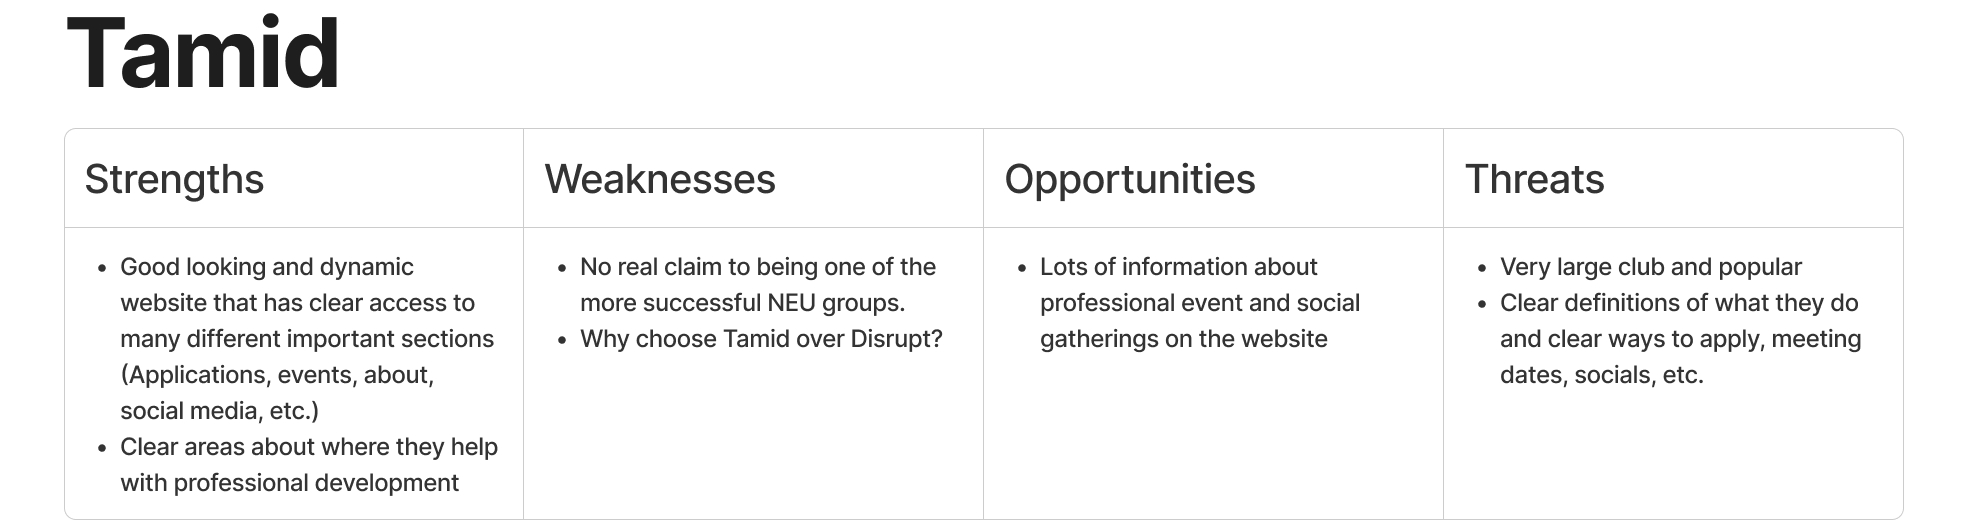 Tamid
Strengths
Weaknesses
Opportunities
Threats
• Good looking and dynamic
website that has clear access to
many different important sections
(Applications, events, about,
social media, etc.)
• Clear areas about where they help
with professional development
• No real claim to being one of the
more successful NEU groups.
• Why choose Tamid over Disrupt?
• Lots of information about
professional event and social
gatherings on the website
• Very large club and popular
• Clear definitions of what they do
and clear ways to apply, meeting
dates, socials, etc.